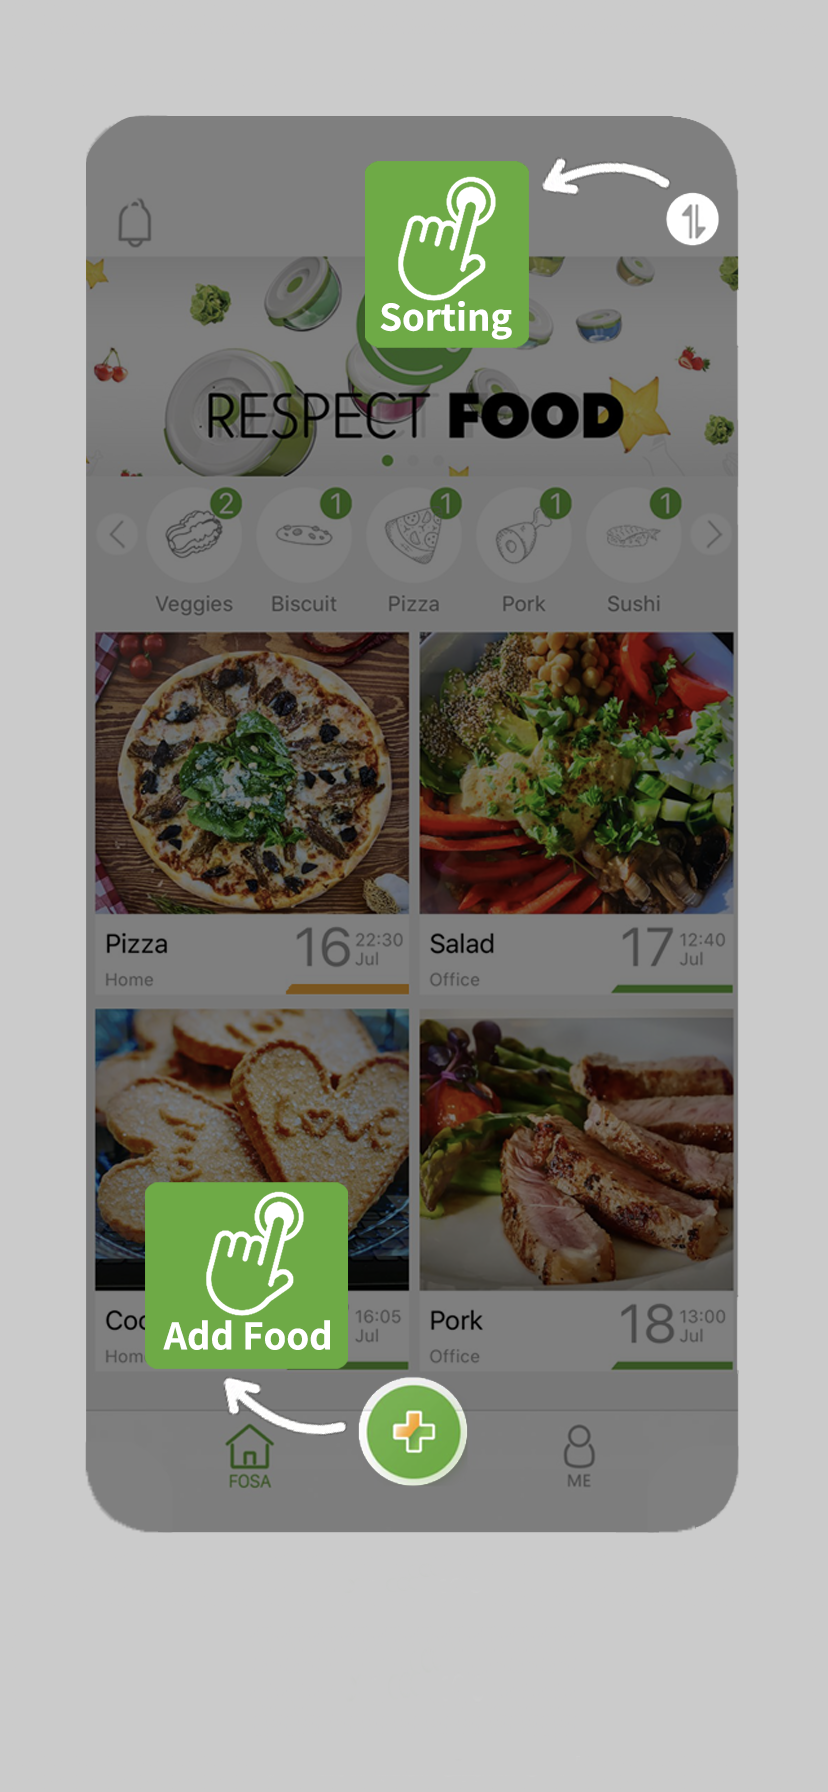 Sorting
RESPECT FOOD
2
1
1
1
1
Veggies
Biscuit
Pizza
Pork
Sushi
Pizza
16
22:30
Jul
Home
Salad
17
12:40
Jul
Office
Love
Add Food
16:05
Jul
Pork
18
13:00
Jul
Office
FOSA
ME